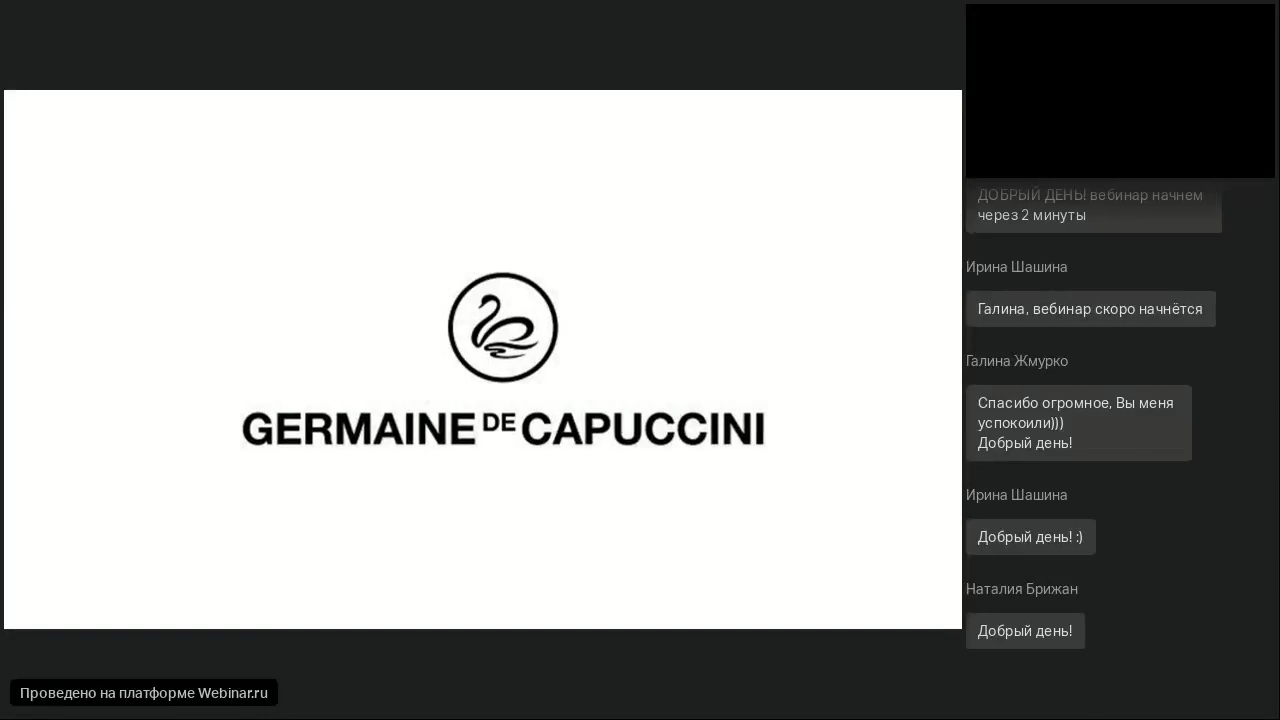 GERMAINE DE CAPUCCINI
ДОБРЫЙ ДЕНЬ! вебинар начнем
через 2 минуты
Ирина Шашина
Галина, вебинар скоро начнётся
Галина Жмурко
Спасибо огромное, Вы меня
успокоили)))
Добрый день!
Ирина Шашина
Добрый день! :)
Наталия Брижан
Добрый день!
Проведено на платформе Webinar.ru